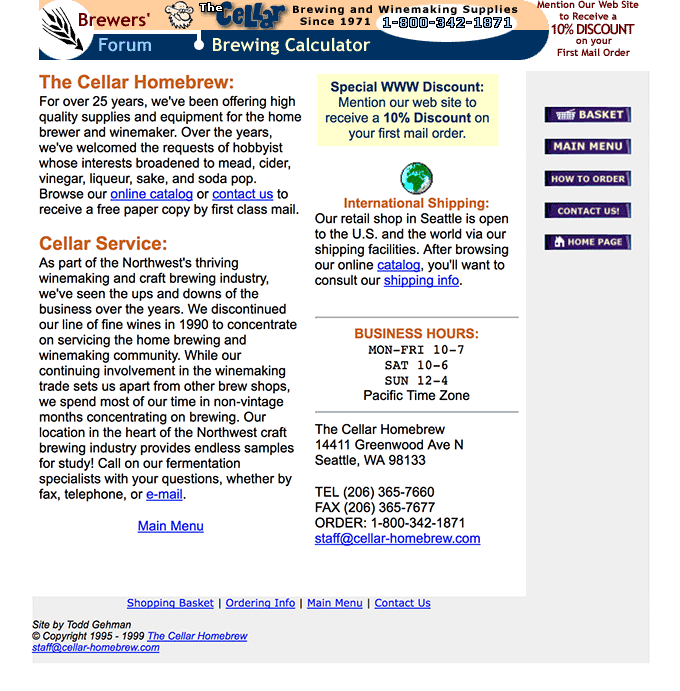 Brewers'
Forum
The Cellar
Brewing and Winemaking Supplies
Since 1971 1-800-342-1871
Brewing Calculator
Mention Our Web Site
to Receive a
10% DISCOUNT
on your
First Mail Order
The Cellar Homebrew:
For over 25 years, we've been offering high
quality supplies and equipment for the home
brewer and winemaker. Over the years,
we've welcomed the requests of hobbyist
whose interests broadened to mead, cider,
vinegar, liqueur, sake, and soda pop.
Browse our online catalog or contact us to
receive a free paper copy by first class mail.
Cellar Service:
As part of the Northwest's thriving
winemaking and craft brewing industry,
we've seen the ups and downs of the
business over the years. We discontinued
our line of fine wines in 1990 to concentrate
on servicing the home brewing and
winemaking community. While our
continuing involvement in the winemaking
trade sets us apart from other brew shops,
we spend most of our time in non-vintage
months concentrating on brewing. Our
location in the heart of the Northwest craft
brewing industry provides endless samples
for study! Call on our fermentation
specialists with your questions, whether by
fax, telephone, or e-mail.
Main Menu
Special WWW Discount:
Mention our web site to
receive a 10% Discount on
your first mail order.
International Shipping:
Our retail shop in Seattle is open
to the U.S. and the world via our
shipping facilities. After browsing
our online catalog, you'll want to
consult our shipping info.
BUSINESS HOURS:
MON-FRI 10-7
SAT 10-6
SUN 12-4
Pacific Time Zone
The Cellar Homebrew
14411 Greenwood Ave N
Seattle, WA 98133
TEL (206) 365-7660
FAX (206) 365-7677
ORDER: 1-800-342-1871
staff@cellar-homebrew.com
BASKET
MAIN MENU
HOW TO ORDER
CONTACT US!
HOME PAGE
Shopping Basket | Ordering Info | Main Menu | Contact Us
Site by Todd Gehman
© Copyright 1995 - 1999 The Cellar Homebrew
staff@cellar-homebrew.com